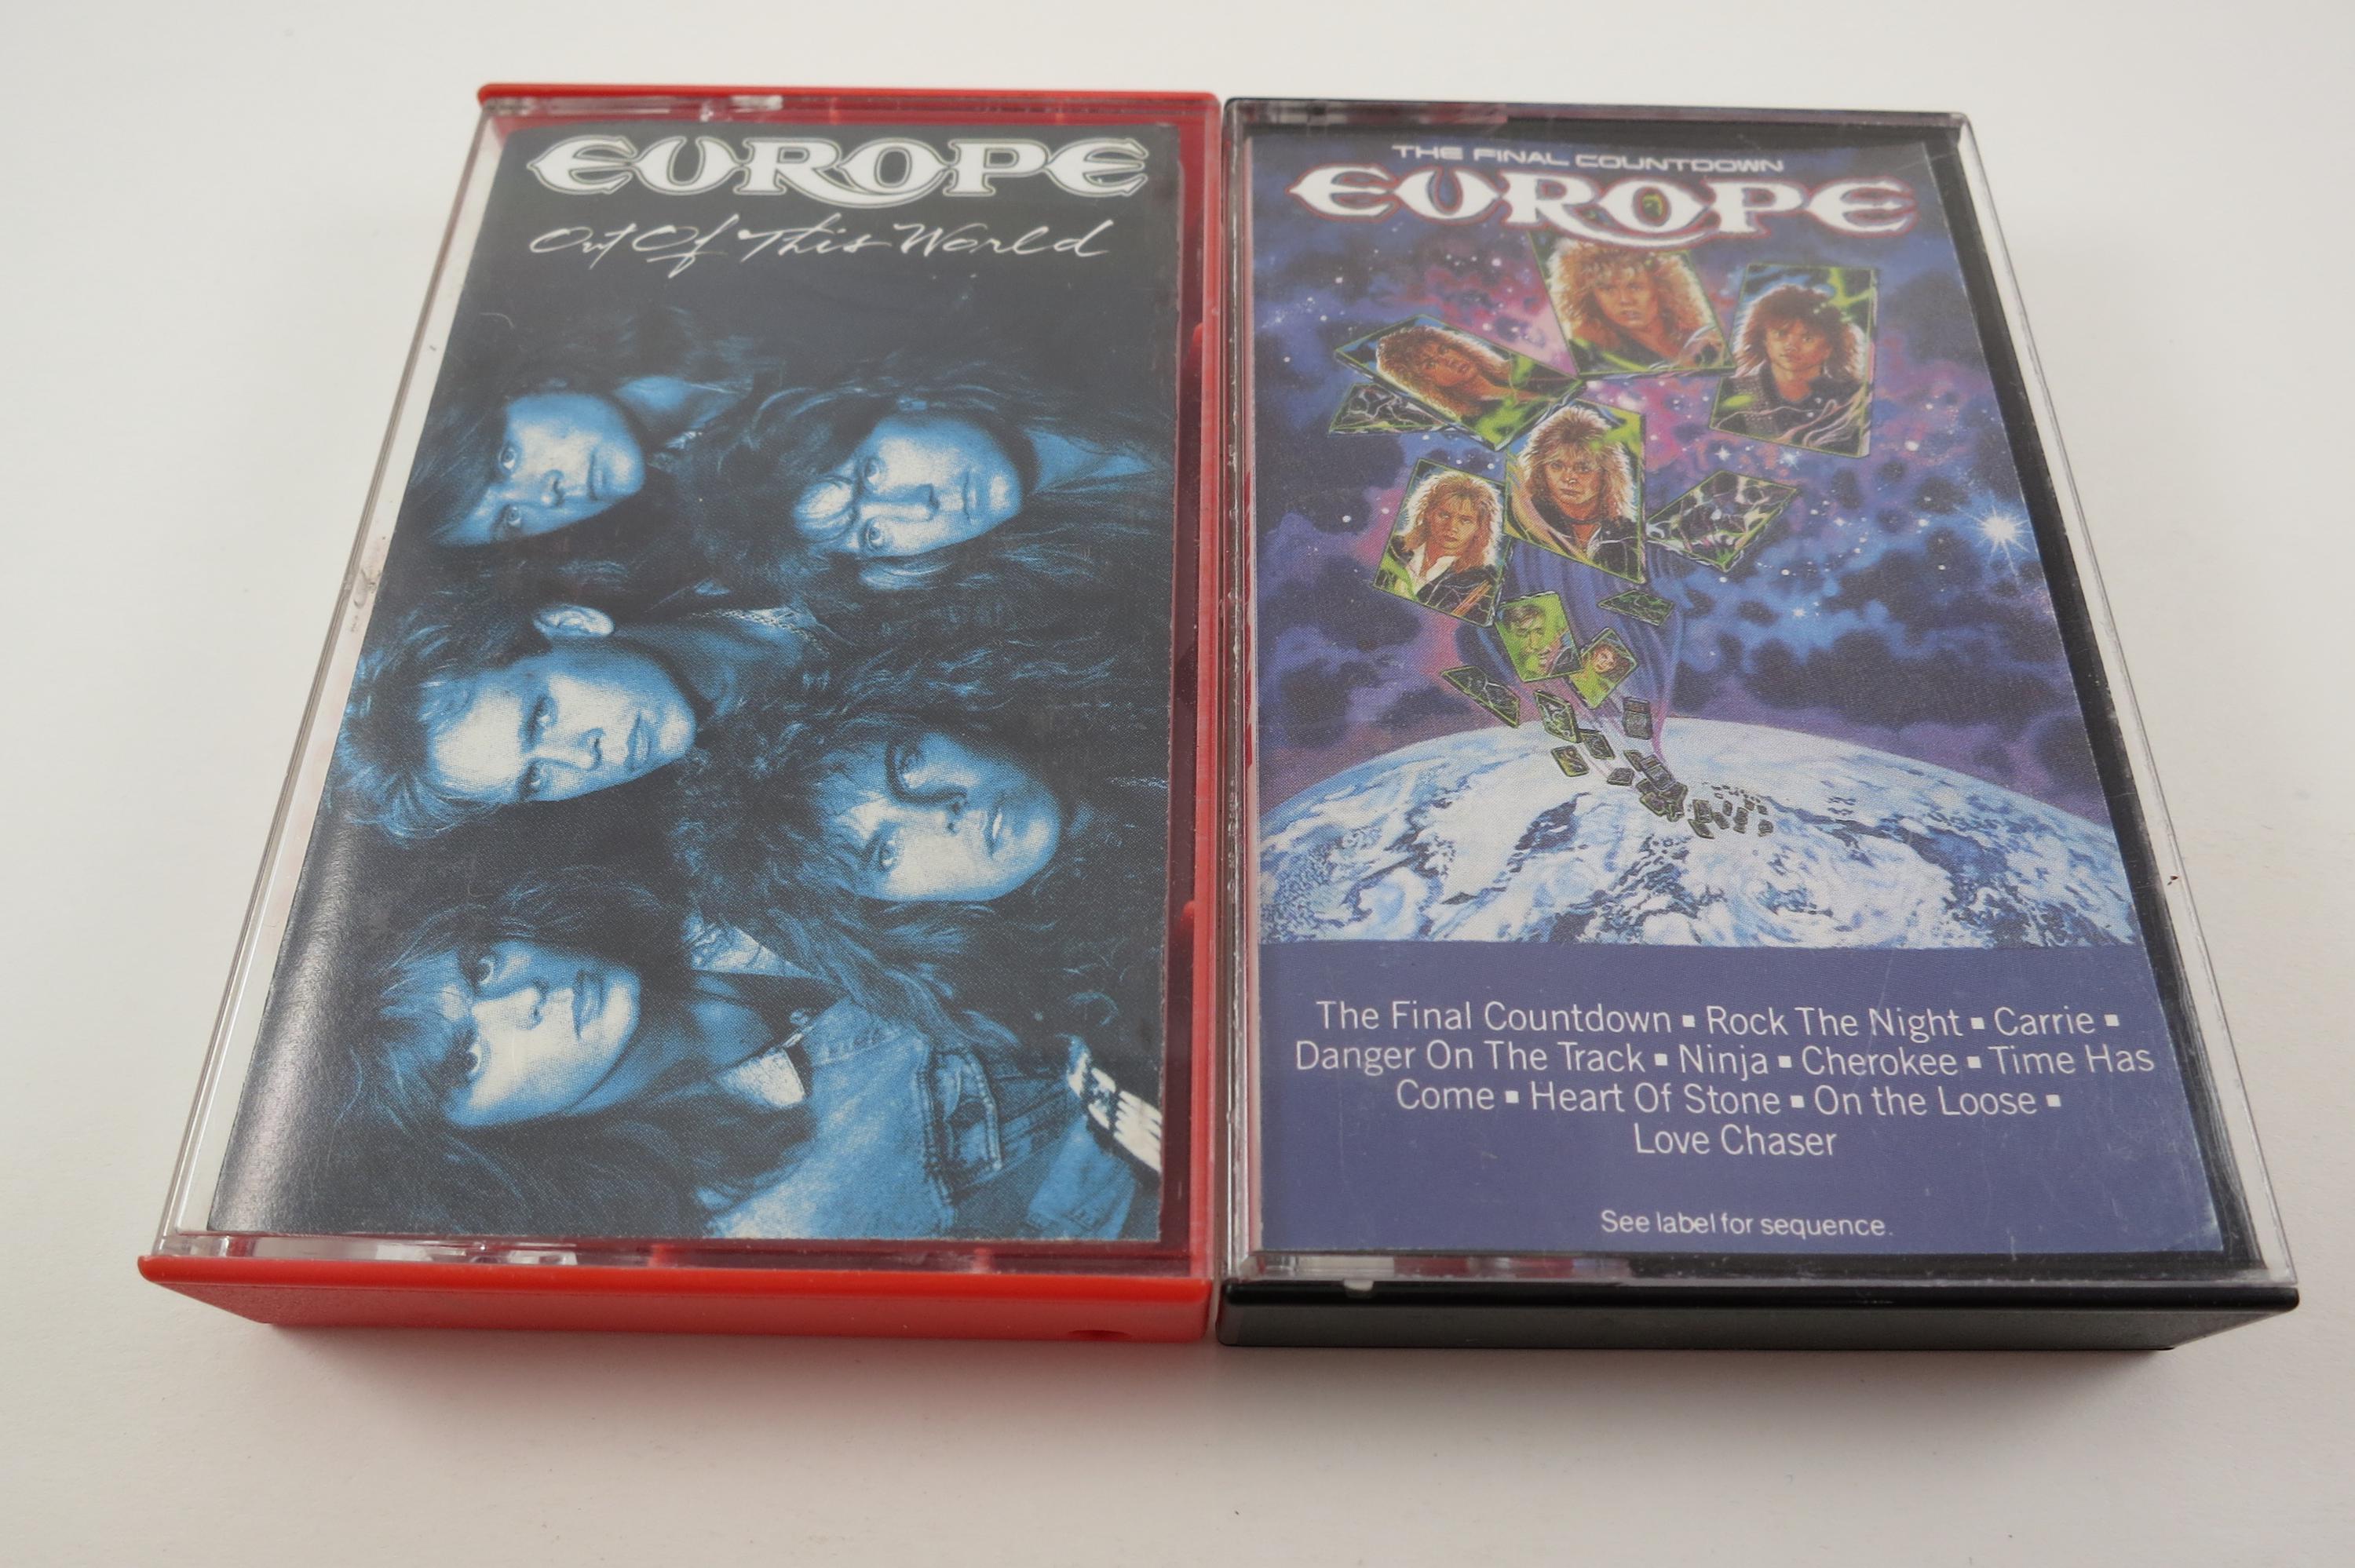 EUROPE
Out Of This World
THE FINAL COUNTDOWN
EUROPE
The Final Countdown ▪ Rock The Night ▪ Carrie ▪
Danger On The Track ▪ Ninja ▪ Cherokee ▪ Time Has
Come ▪ Heart Of Stone ▪ On the Loose ▪
Love Chaser
See label for sequence.